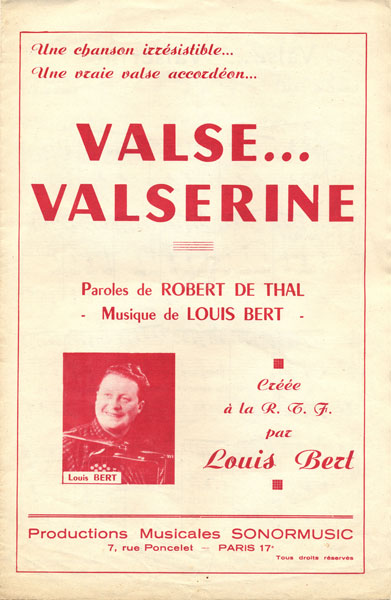 Une chanson irrésistible...
Une vraie valse accordéon...
VALSE...
VALSERINE
Paroles de ROBERT DE THAL
- Musique de LOUIS BERT -
Louis BERT
Créée
à la R. T. F.
par
Louis Bert
Productions Musicales SONORMUSIC
7, rue Poncelet - PARIS 17e
Tous droits réservés